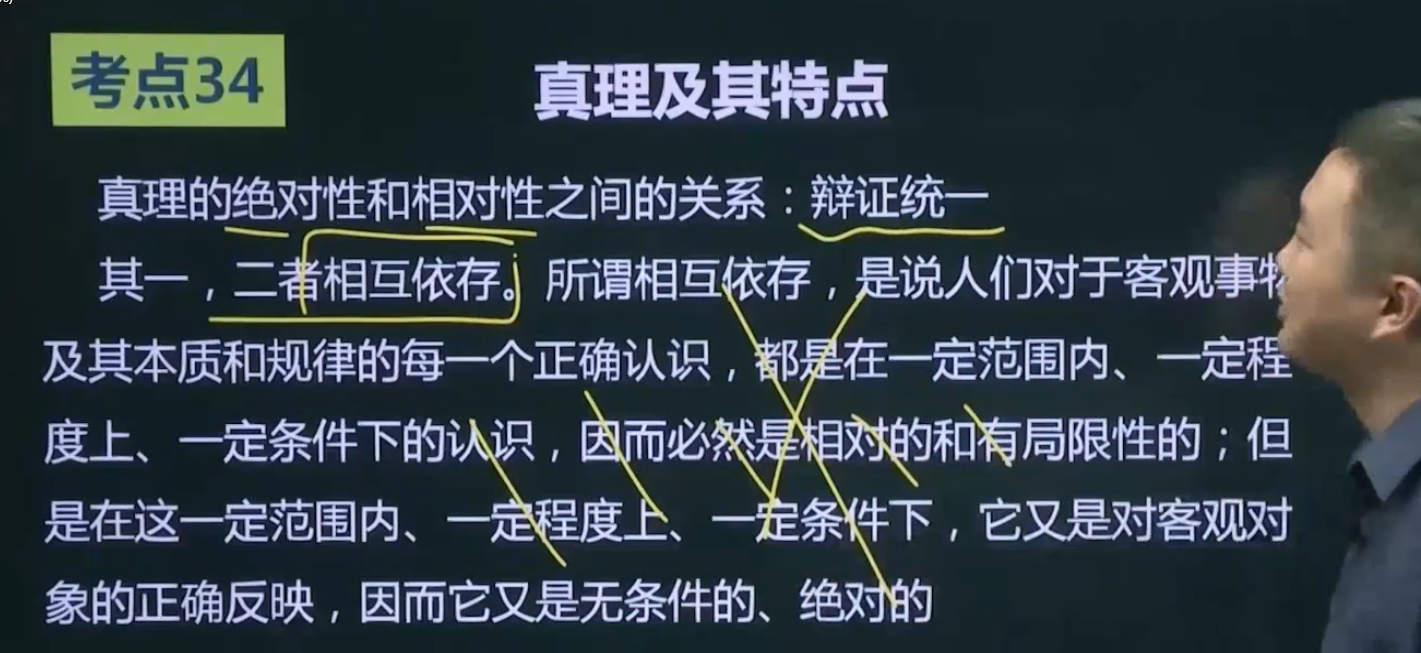 考点34
真理及其特点
真理的绝对性和相对性之间的关系：辩证统一
其一，二者相互依存。所谓相互依存，是说人们对于客观事物
及其本质和规律的每一个正确认识，都是在一定范围内、一定程
度上、一定条件下的认识，因而必然是相对的和有局限性的；但
是在这一定范围内、一定程度上、一定条件下，它又是对客观对
象的正确反映，因而它又是无条件的、绝对的